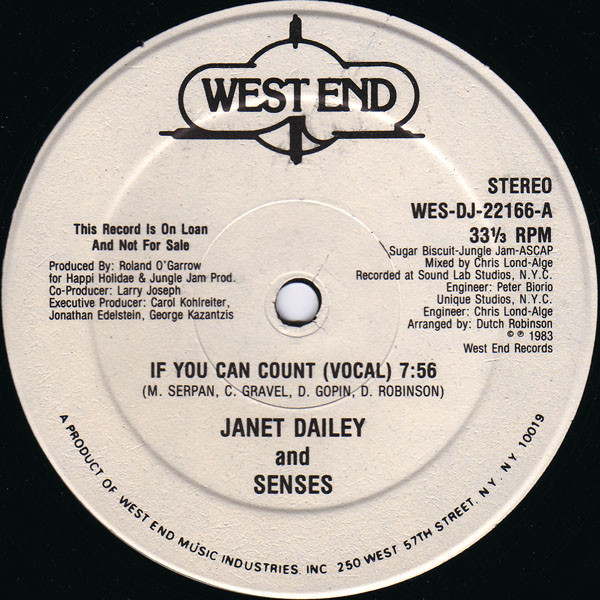 WEST END
STEREO
WES-DJ-22166-A
33⅓ RPM
This Record Is On Loan
And Not For Sale
Produced By: Roland O'Garrow
for Happi Holidae & Jungle Jam Prod.
Co-Producer: Larry Joseph
Executive Producer: Carol Kohlreiter,
Jonathan Edelstein, George Kazantzis
Sugar Biscuit-Jungle Jam-ASCAP
Mixed by Chris Lond-Alge
Recorded at Sound Lab Studios, N.Y.C.
Engineer: Peter Biorio
Unique Studios, N.Y.C.
Engineer: Chris Lond-Alge
Arranged by: Dutch Robinson
© ℗ 1983
West End Records
IF YOU CAN COUNT (VOCAL) 7:56
(M. SERPAN, C. GRAVEL, D. GOPIN, D. ROBINSON)
JANET DAILEY
and
SENSES
A PRODUCT OF WEST END MUSIC INDUSTRIES, INC 250 WEST 57TH STREET, N.Y. NY 10019